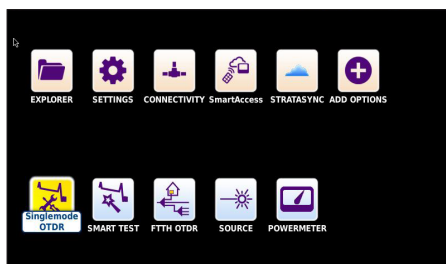 EXPLORER SETTINGS CONNECTIVITY SmartAccess STRATASYNC ADD OPTIONS
Singlemode
OTDR
SMART TEST FTTH OTDR SOURCE POWERMETER